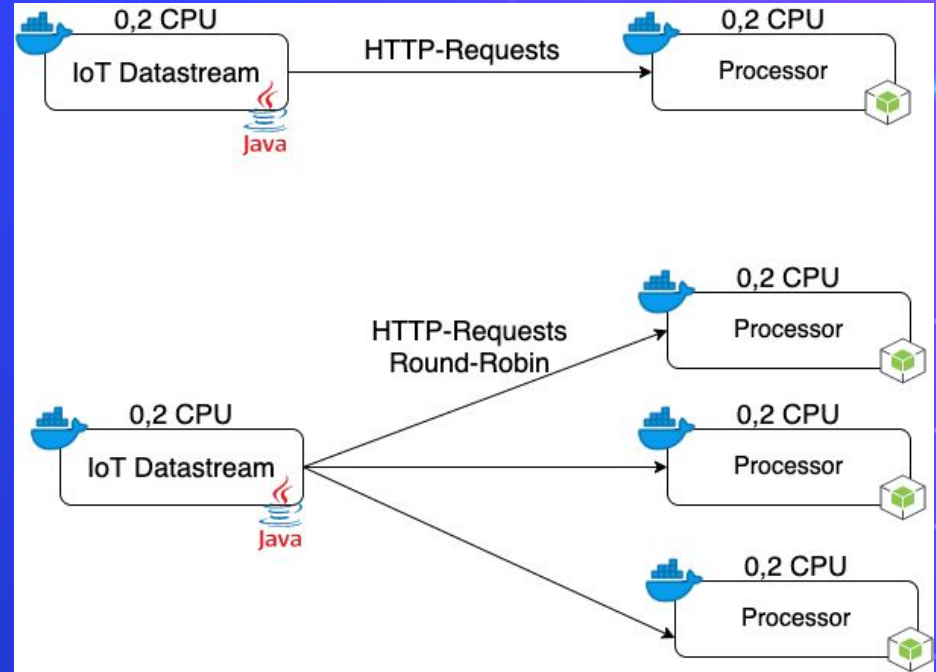 0,2 CPU
IoT Datastream
Java
HTTP-Requests
0,2 CPU
Processor
HTTP-Requests
Round-Robin
0,2 CPU
IoT Datastream
Java
0,2 CPU
Processor
0,2 CPU
Processor
0,2 CPU
Processor